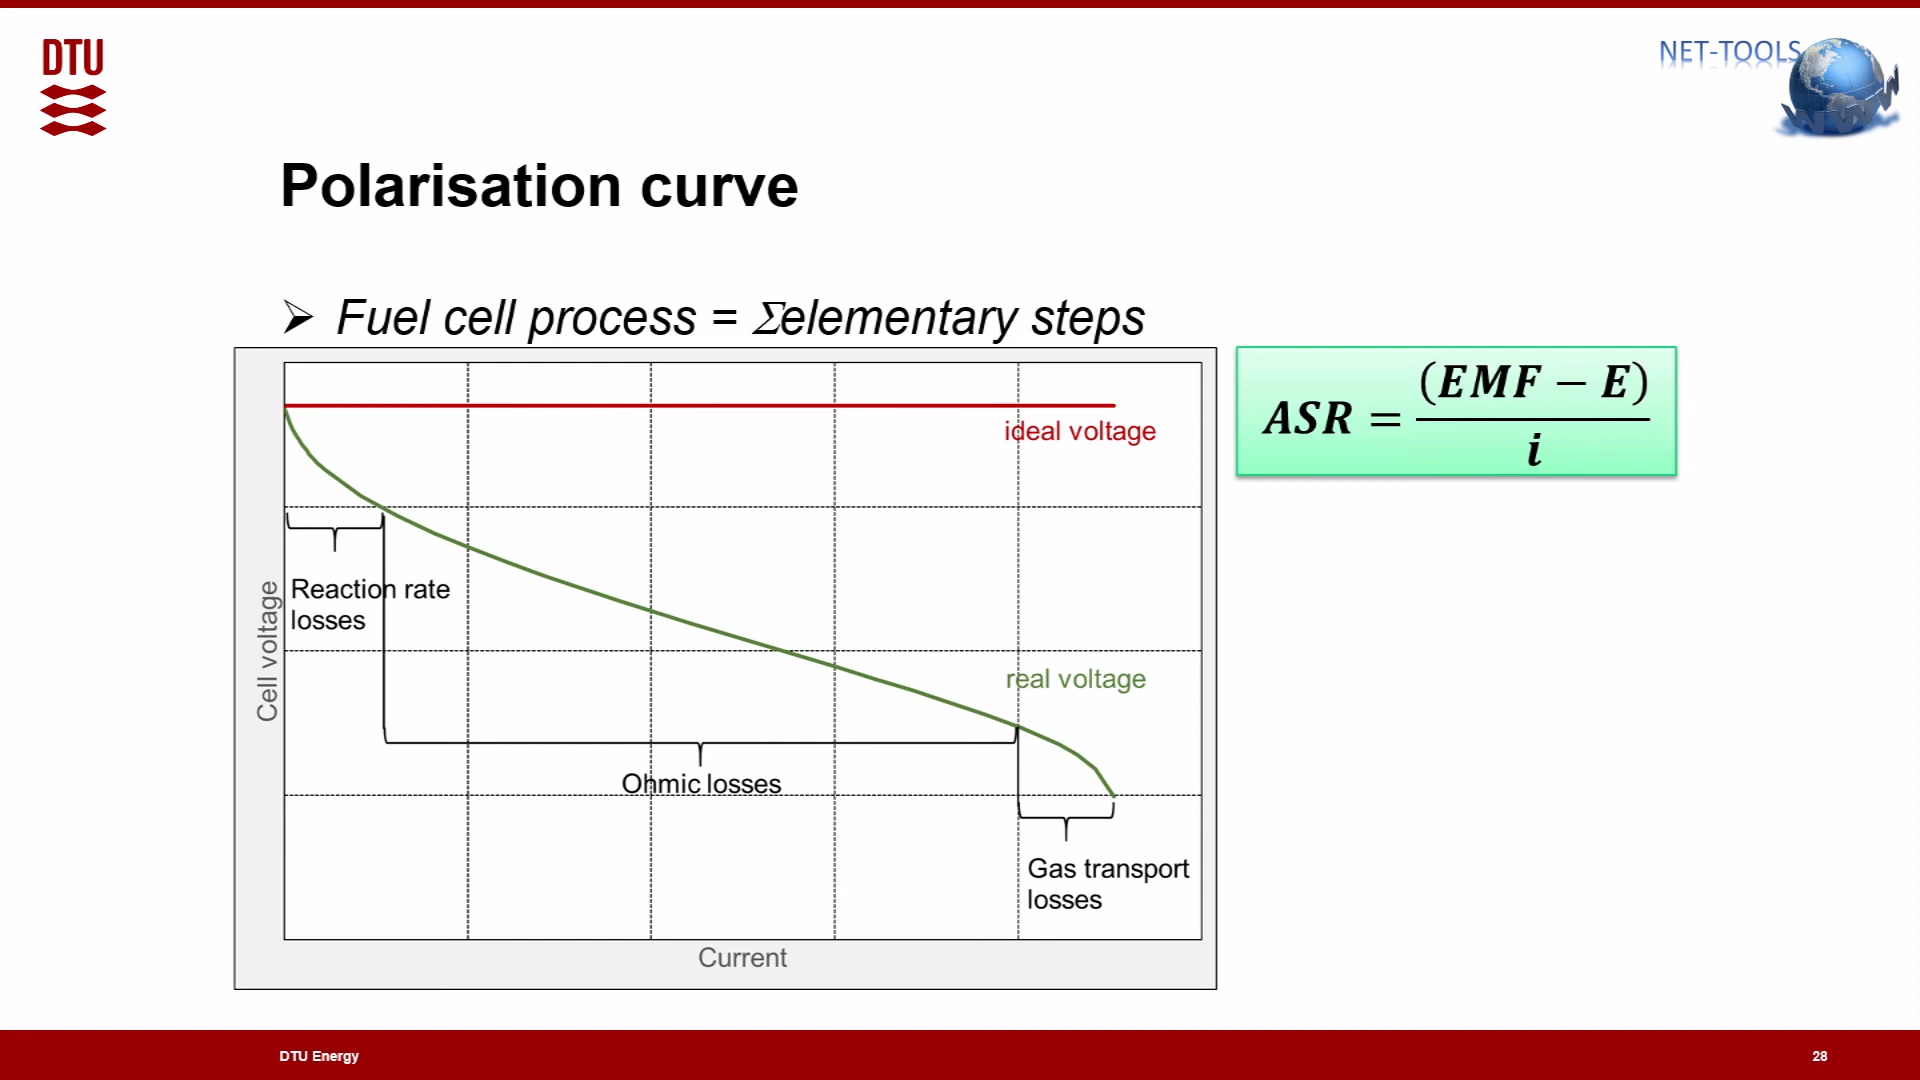 DTU
NET-TOOLS
WWW
Polarisation curve
➢ Fuel cell process = Σelementary steps
ideal voltage
ASR = (EMF − E) / i
Reaction rate
losses
Cell voltage
real voltage
Ohmic losses
Gas transport
losses
Current
DTU Energy
28